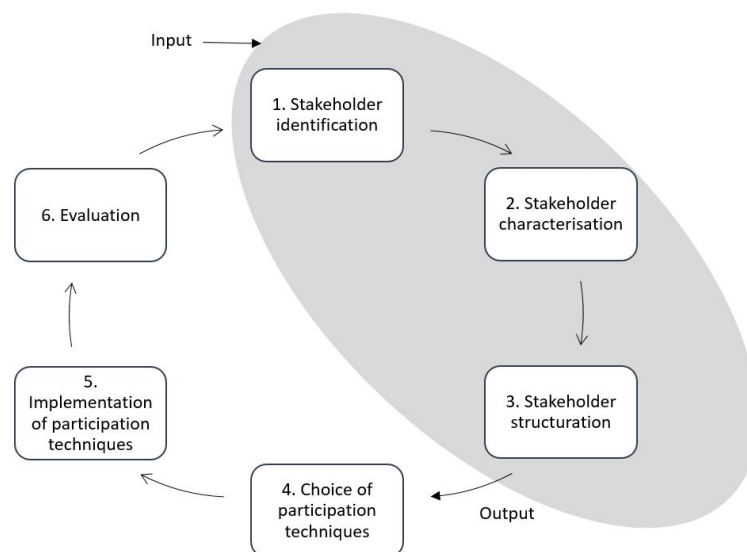 Input
1. Stakeholder
identification
2. Stakeholder
characterisation
3. Stakeholder
structuration
Output
4. Choice of
participation
techniques
5.
Implementation
of participation
techniques
6. Evaluation